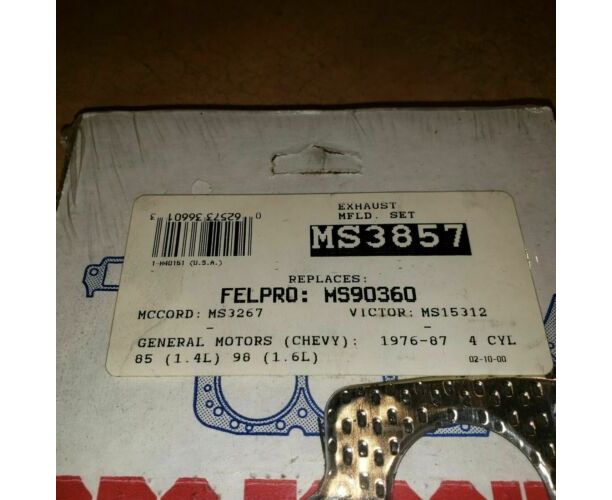 EXHAUST
MFLD. SET
MS3857
0 62573 36601 3
1-M40161 (U.S.A.)
REPLACES:
FELPRO: MS90360
MCCORD: MS3267 VICTOR: MS15312
- -
GENERAL MOTORS (CHEVY): 1976-87 4 CYL
85 (1.4L) 98 (1.6L) 02-10-00